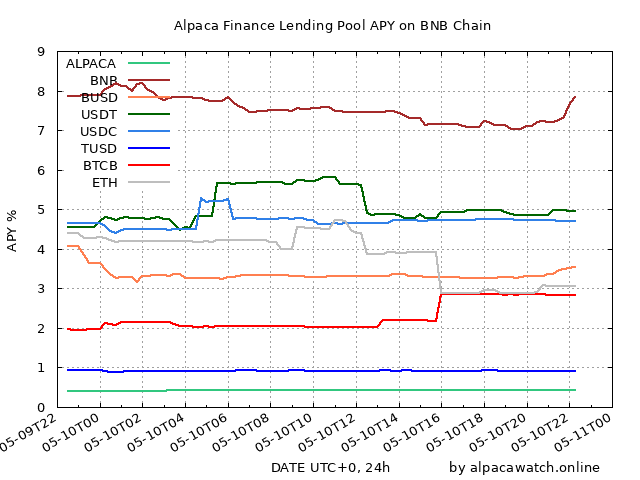 Alpaca Finance Lending Pool APY on BNB Chain
APY %
9
8
7
6
5
4
3
2
1
0
ALPACA
BNB
BUSD
USDT
USDC
TUSD
BTCB
ETH
05-09T22
05-10T00
05-10T02
05-10T04
05-10T06
05-10T08
05-10T10
05-10T12
05-10T14
05-10T16
05-10T18
05-10T20
05-10T22
05-11T00
DATE UTC+0, 24h
by alpacawatch.online